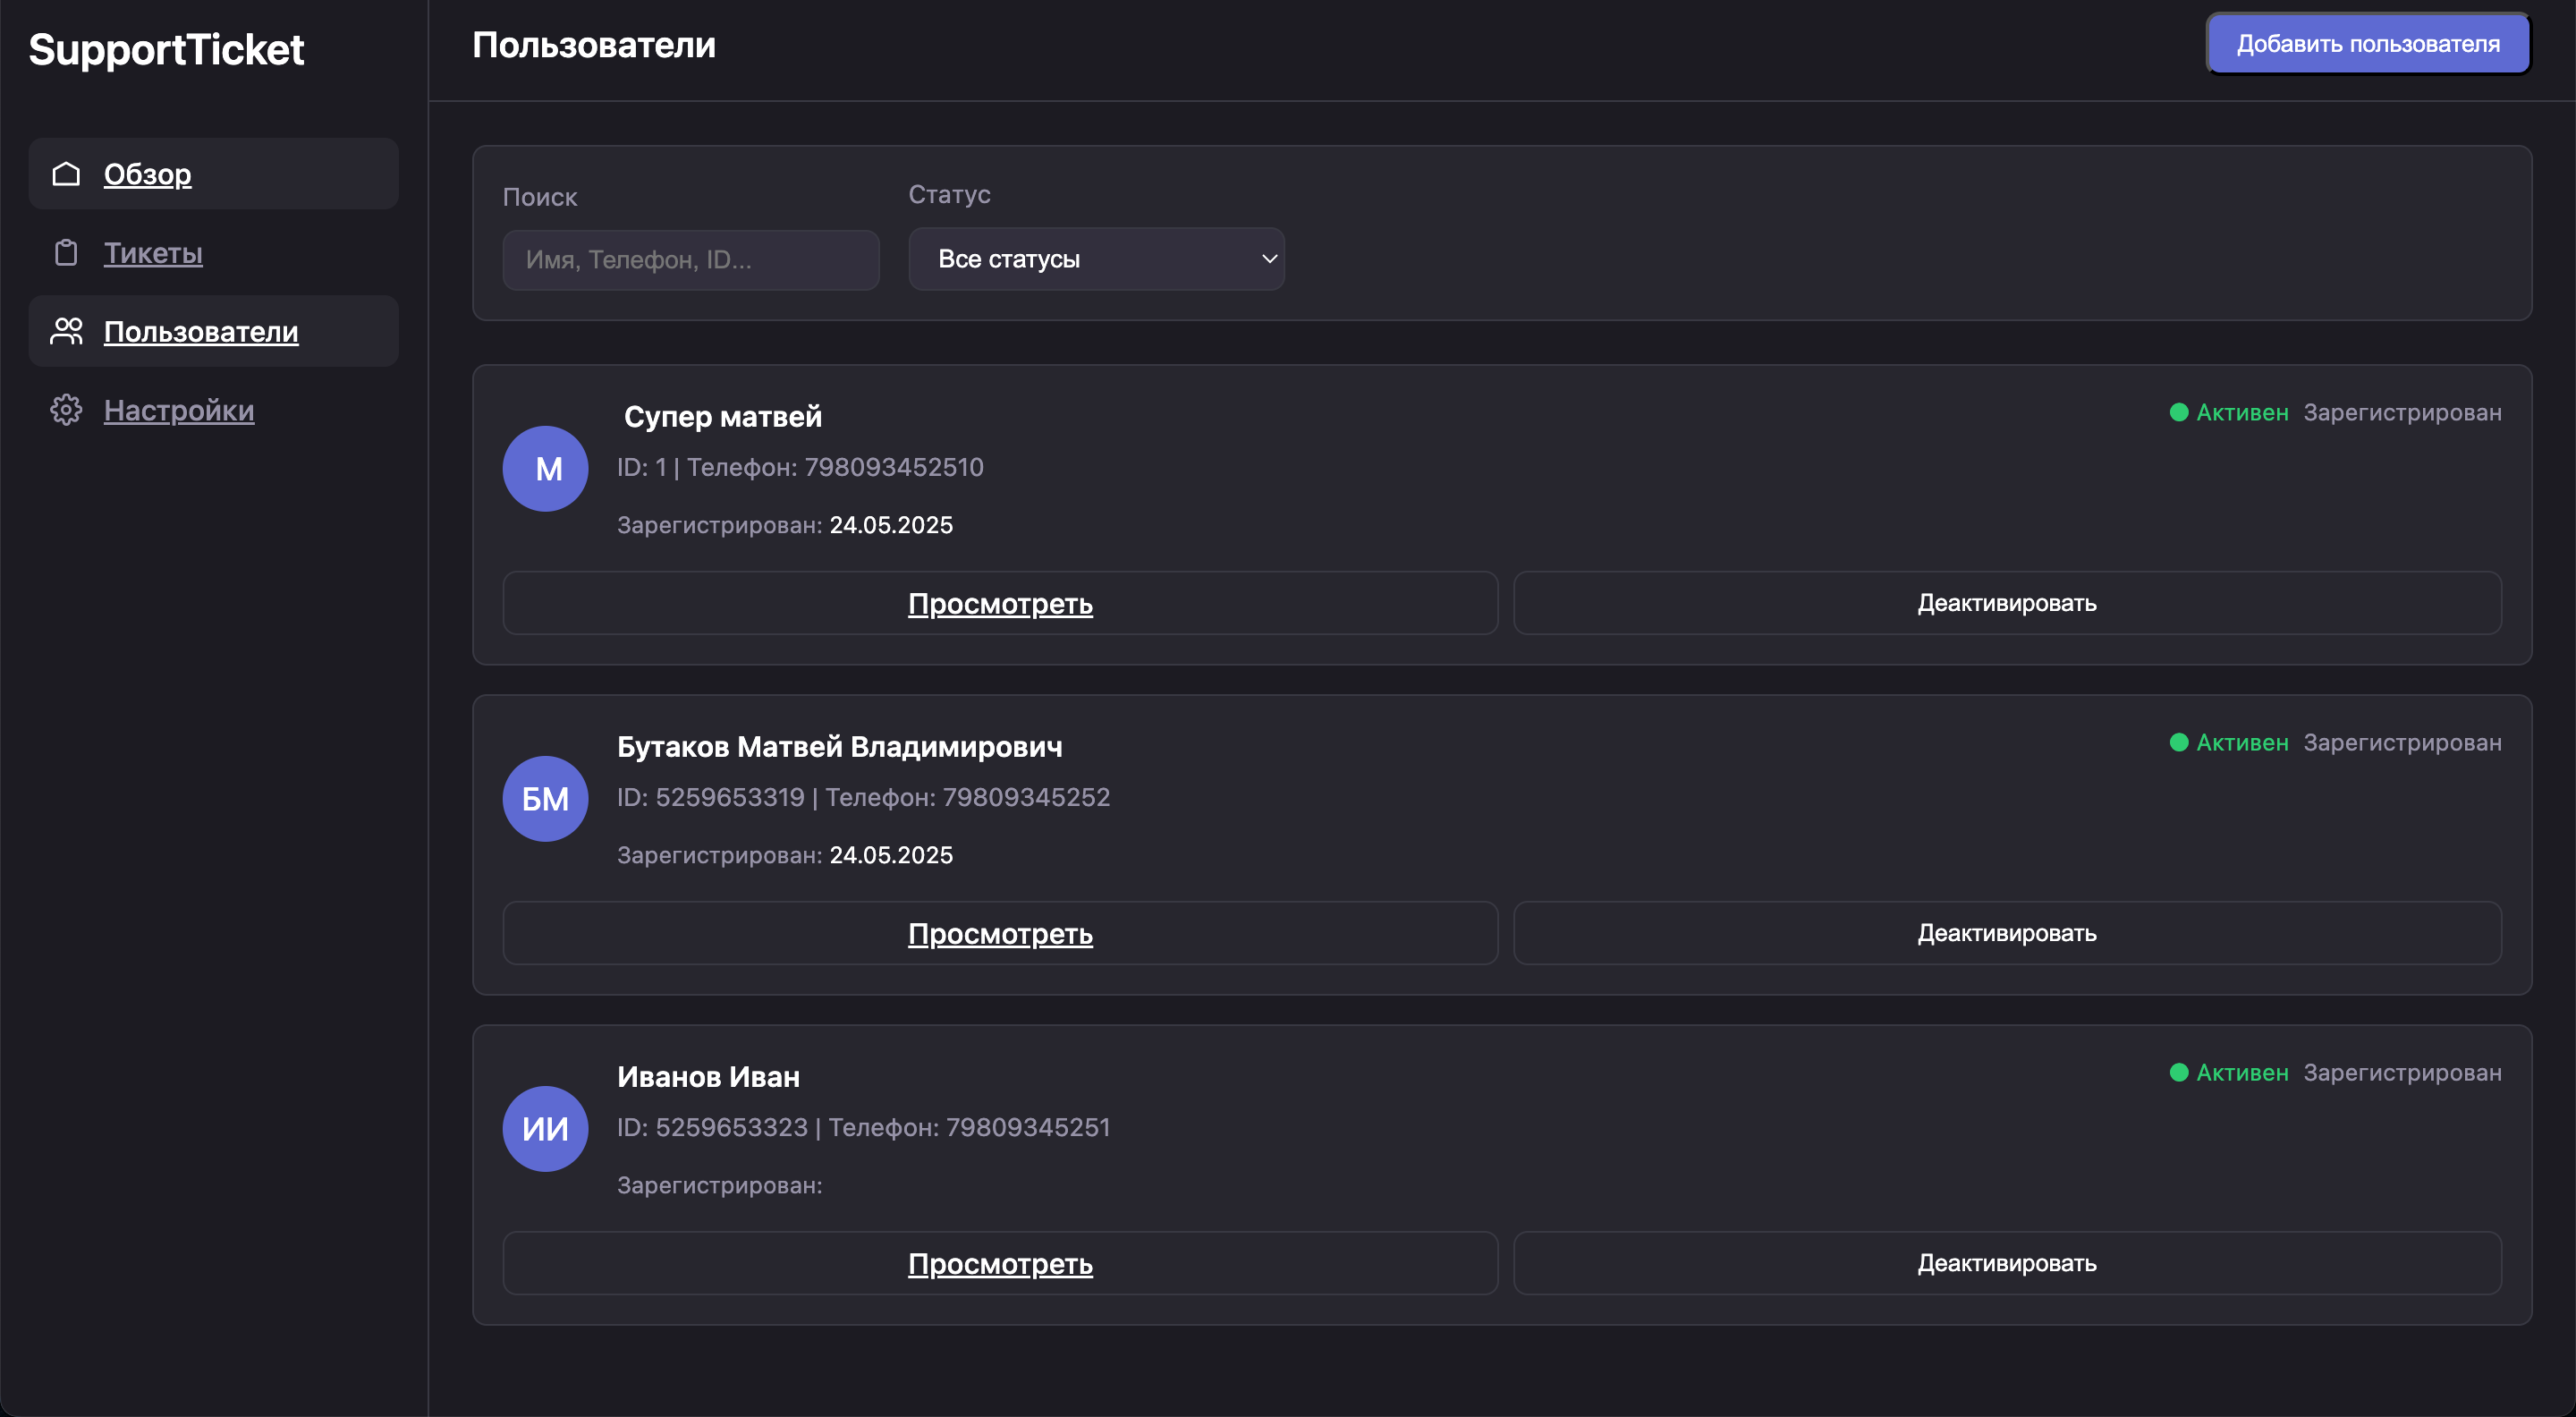 SupportTicket
Обзор
Тикеты
Пользователи
Настройки
Пользователи
Добавить пользователя
Поиск
Статус
Имя, Телефон, ID...
Все статусы
М
Супер матвей
Активен Зарегистрирован
ID: 1 | Телефон: 798093452510
Зарегистрирован: 24.05.2025
Просмотреть
Деактивировать
БМ
Бутаков Матвей Владимирович
Активен Зарегистрирован
ID: 5259653319 | Телефон: 79809345252
Зарегистрирован: 24.05.2025
Просмотреть
Деактивировать
ИИ
Иванов Иван
Активен Зарегистрирован
ID: 5259653323 | Телефон: 79809345251
Зарегистрирован:
Просмотреть
Деактивировать